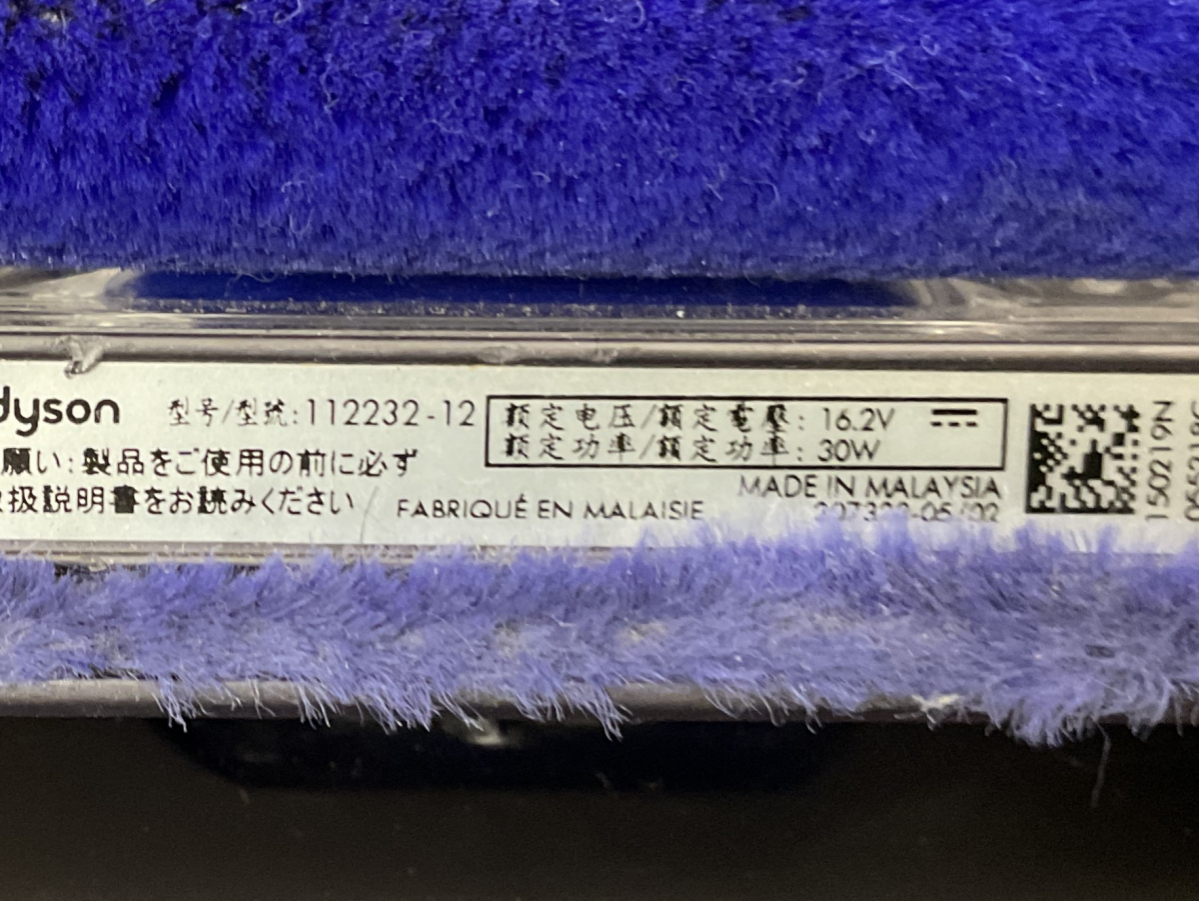 dyson
型号/型號:112232-12
額定电压/額定電壓: 16.2V
額定功率/額定功率: 30W
願い:製品をご使用の前に必ず
扱説明書をお読みください
FABRIQUÉ EN MALAISIE
MADE IN MALAYSIA
15O219N